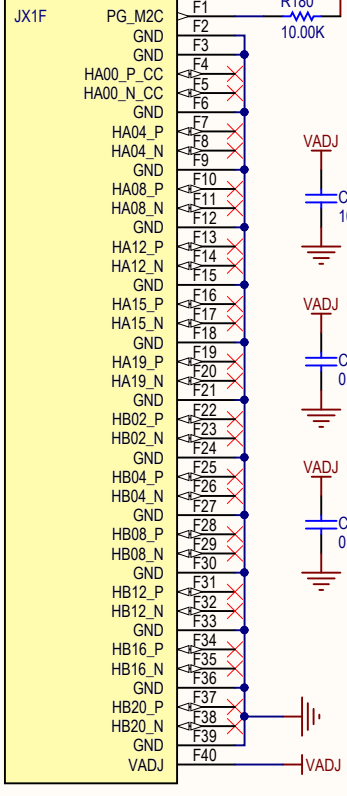 JX1F PG_M2C F1 R180
GND F2 10.00K
GND F3
HA00_P_CC F4
HA00_N_CC F5
GND F6
HA04_P F7
HA04_N F8 VADJ
GND F9
HA08_P F10 C
HA08_N F11 1
GND F12
HA12_P F13
HA12_N F14
GND F15
HA15_P F16 VADJ
HA15_N F17
GND F18
HA19_P F19 C
HA19_N F20 0
GND F21
HB02_P F22
HB02_N F23
GND F24 VADJ
HB04_P F25
HB04_N F26
GND F27 C
HB08_P F28 0
HB08_N F29
GND F30
HB12_P F31
HB12_N F32
GND F33
HB16_P F34
HB16_N F35
GND F36
HB20_P F37
HB20_N F38
GND F39
VADJ F40 VADJ